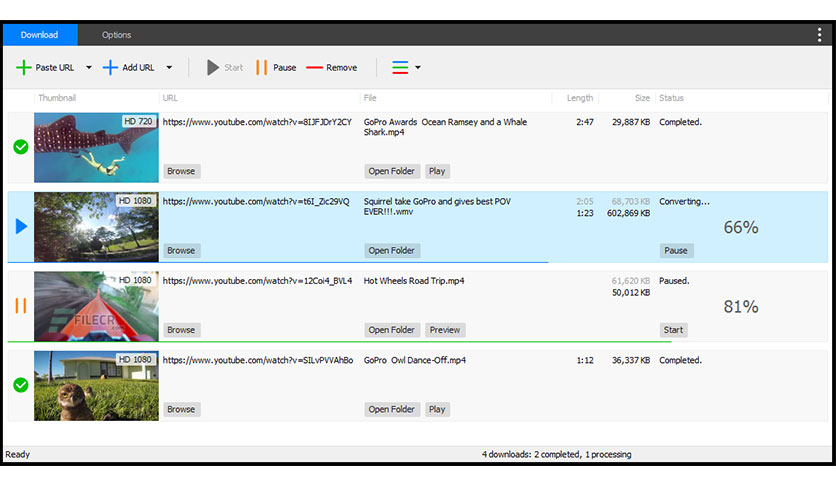 Download Options
Paste URL Add URL Start Pause Remove
Thumbnail URL File Length Size Status
HD 720 https://www.youtube.com/watch?v=8IJFJDrY2CY GoPro Awards Ocean Ramsey and a Whale 2:47 29,887 KB Completed.
Shark.mp4
Browse Open Folder Play
HD 1080 https://www.youtube.com/watch?v=t6I_Zic29VQ Squirrel take GoPro and gives best POV 2:05 68,703 KB Converting...
EVER!!!.wmv 1:23 602,869 KB
66%
Browse Open Folder Pause
HD 1080 https://www.youtube.com/watch?v=12Coi4_BVL4 Hot Wheels Road Trip.mp4 61,620 KB Paused.
50,012 KB
81%
FILECR
Browse Open Folder Preview Start
HD 1080 https://www.youtube.com/watch?v=SILvPVVAhBo GoPro Owl Dance-Off.mp4 1:12 36,337 KB Completed.
Browse Open Folder Play
Ready 4 downloads: 2 completed, 1 processing